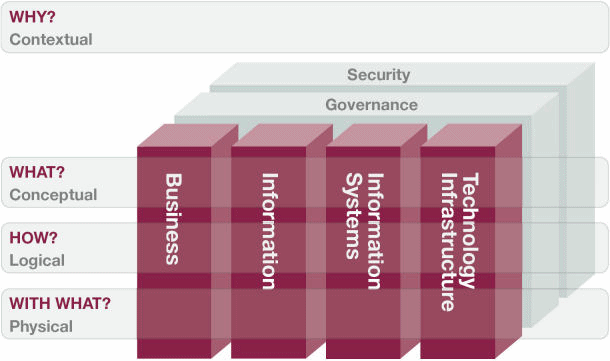 WHY?
Contextual
Security
Governance
WHAT?
Conceptual
HOW?
Logical
WITH WHAT?
Physical
Business
Information
Information
Systems
Technology
Infrastructure